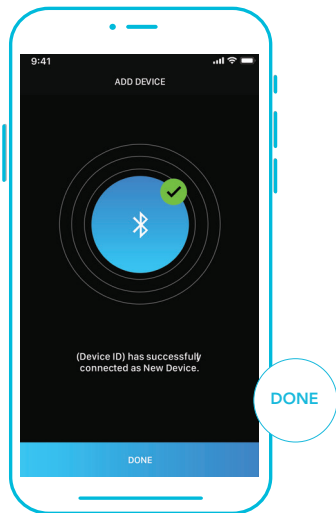 9:41
ADD DEVICE
(Device ID) has successfully
connected as New Device.
DONE
DONE